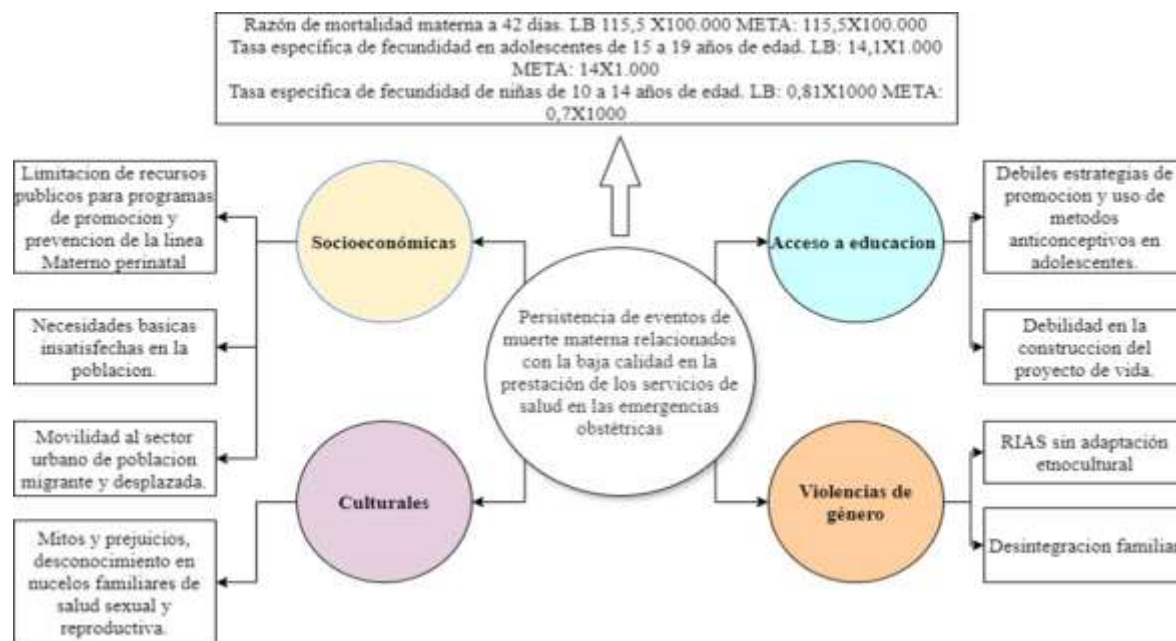 Razón de mortalidad materna a 42 días. LB 115,5 X100.000 META: 115,5X100.000
Tasa específica de fecundidad en adolescentes de 15 a 19 años de edad. LB: 14,1X1.000
META: 14X1.000
Tasa específica de fecundidad de niñas de 10 a 14 años de edad. LB: 0,81X1000 META:
0,7X1000
Limitacion de recursos
publicos para programas
de promocion y
prevencion de la linea
Materno perinatal
Necesidades basicas
insatisfechas en la
poblacion.
Movilidad al sector
urbano de poblacion
migrante y desplazada.
Mitos y prejuicios,
desconocimiento en
nucelos familiares de
salud sexual y
reproductiva.
Socioeconómicas
Culturales
Persistencia de eventos de
muerte materna relacionados
con la baja calidad en la
prestación de los servicios de
salud en las emergencias
obstétricas
Acceso a educacion
Violencias de
género
Debiles estrategias de
promocion y uso de
metodos
anticonceptivos en
adolescentes.
Debilidad en la
construccion del
proyecto de vida.
RIAS sin adaptación
etnocultural
Desintegracion familiar